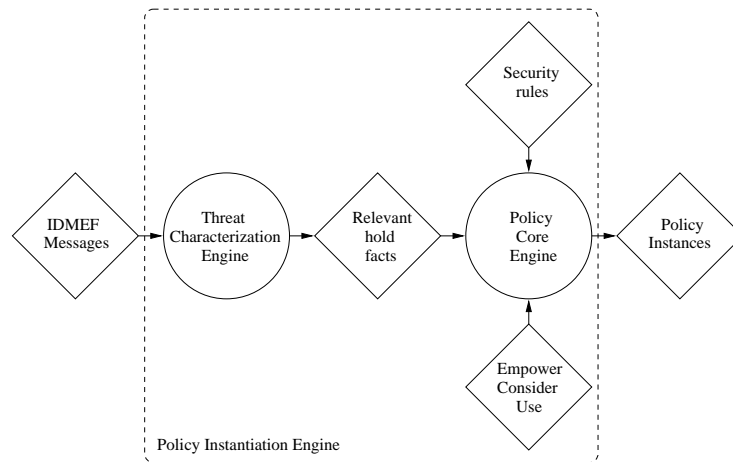 Security
rules
IDMEF
Messages
Threat
Characterization
Engine
Relevant
hold
facts
Policy
Core
Engine
Policy
Instances
Empower
Consider
Use
Policy Instantiation Engine